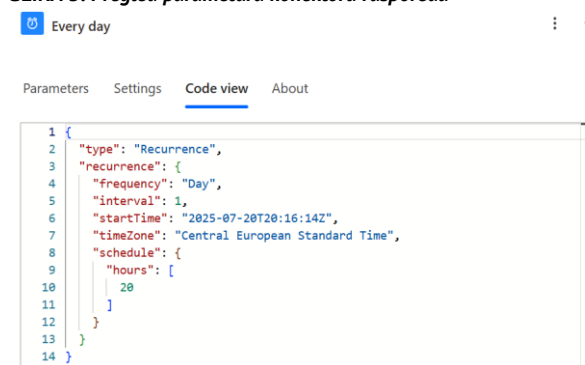 Every day
Parameters Settings Code view About
1 {
2 "type": "Recurrence",
3 "recurrence": {
4 "frequency": "Day",
5 "interval": 1,
6 "startTime": "2025-07-20T20:16:14Z",
7 "timeZone": "Central European Standard Time",
8 "schedule": {
9 "hours": [
10 20
11 ]
12 }
13 }
14 }